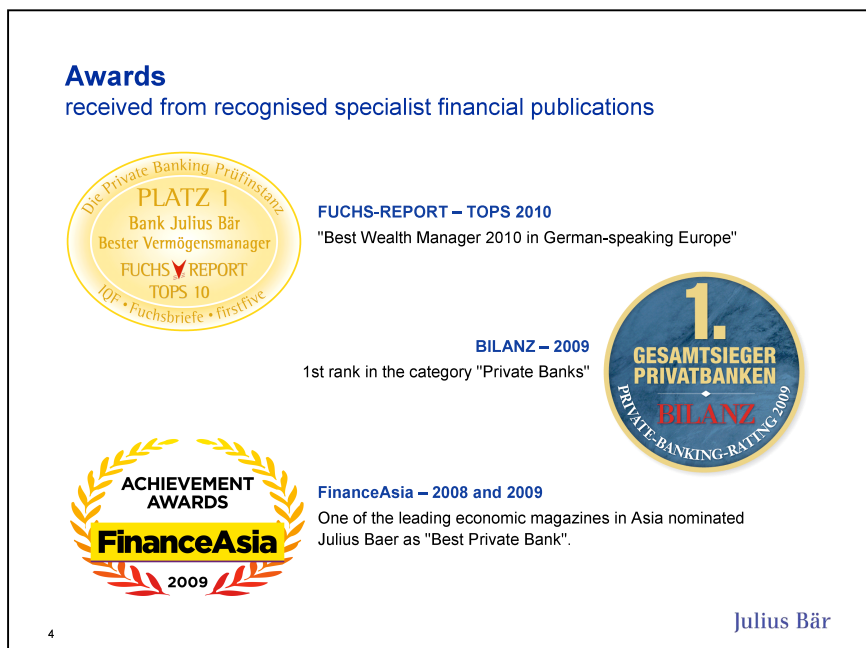 Awards
received from recognised specialist financial publications
Die Private Banking Prüfinstanz
PLATZ 1
Bank Julius Bär
Bester Vermögensmanager
FUCHS REPORT
TOPS 10
IQF • Fuchsbriefe • firstfive
FUCHS-REPORT – TOPS 2010
"Best Wealth Manager 2010 in German-speaking Europe"
BILANZ – 2009
1st rank in the category "Private Banks"
1.
GESAMTSIEGER
PRIVATBANKEN
BILANZ
PRIVATE-BANKING-RATING 2009
ACHIEVEMENT
AWARDS
FinanceAsia
2009
FinanceAsia – 2008 and 2009
One of the leading economic magazines in Asia nominated
Julius Baer as "Best Private Bank".
4
Julius Bär